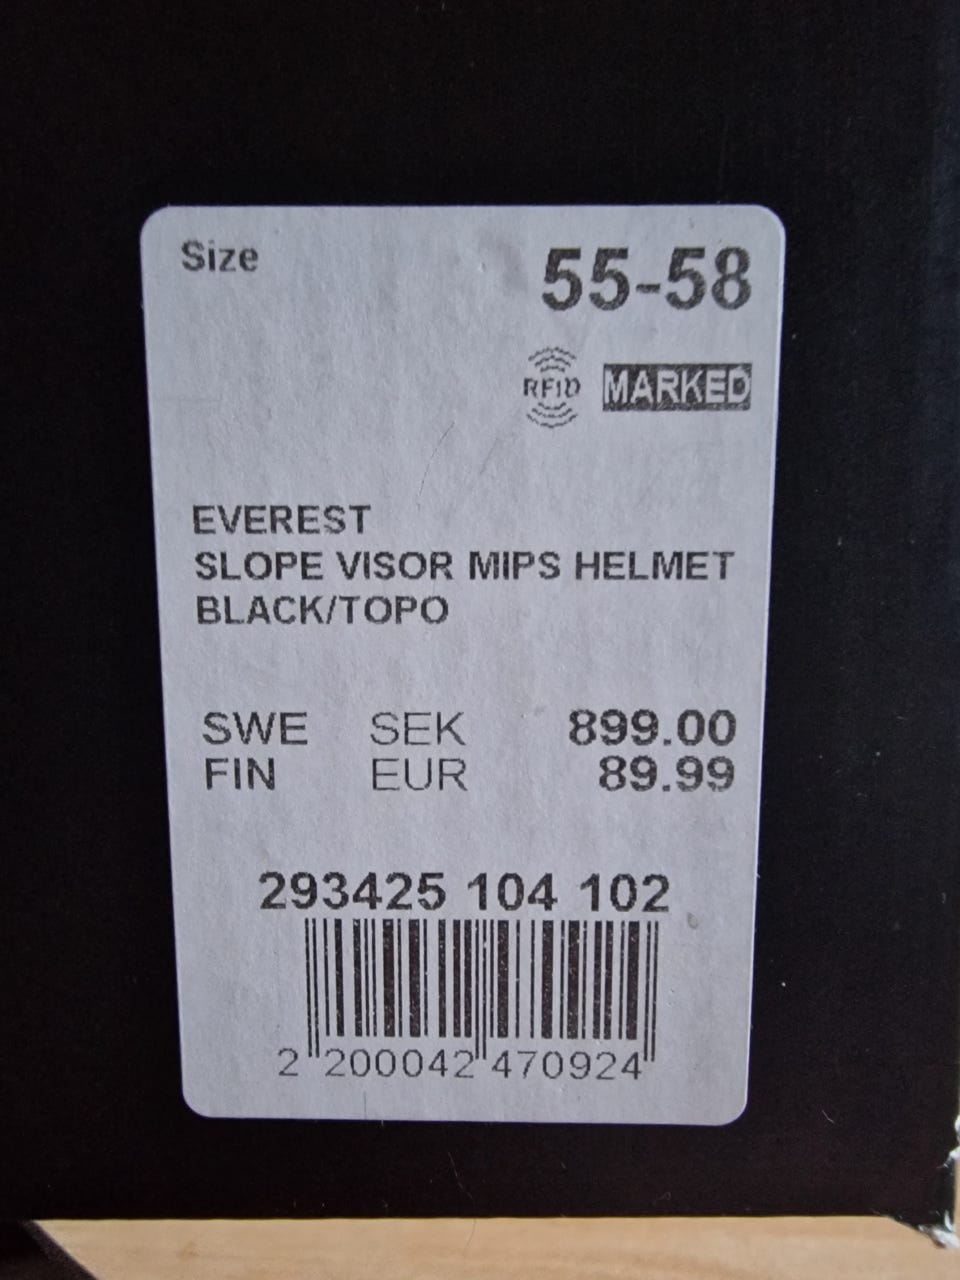 Size 55-58
RFID MARKED
EVEREST
SLOPE VISOR MIPS HELMET
BLACK/TOPO
SWE SEK 899.00
FIN EUR 89.99
293425 104 102
2 200042 470924